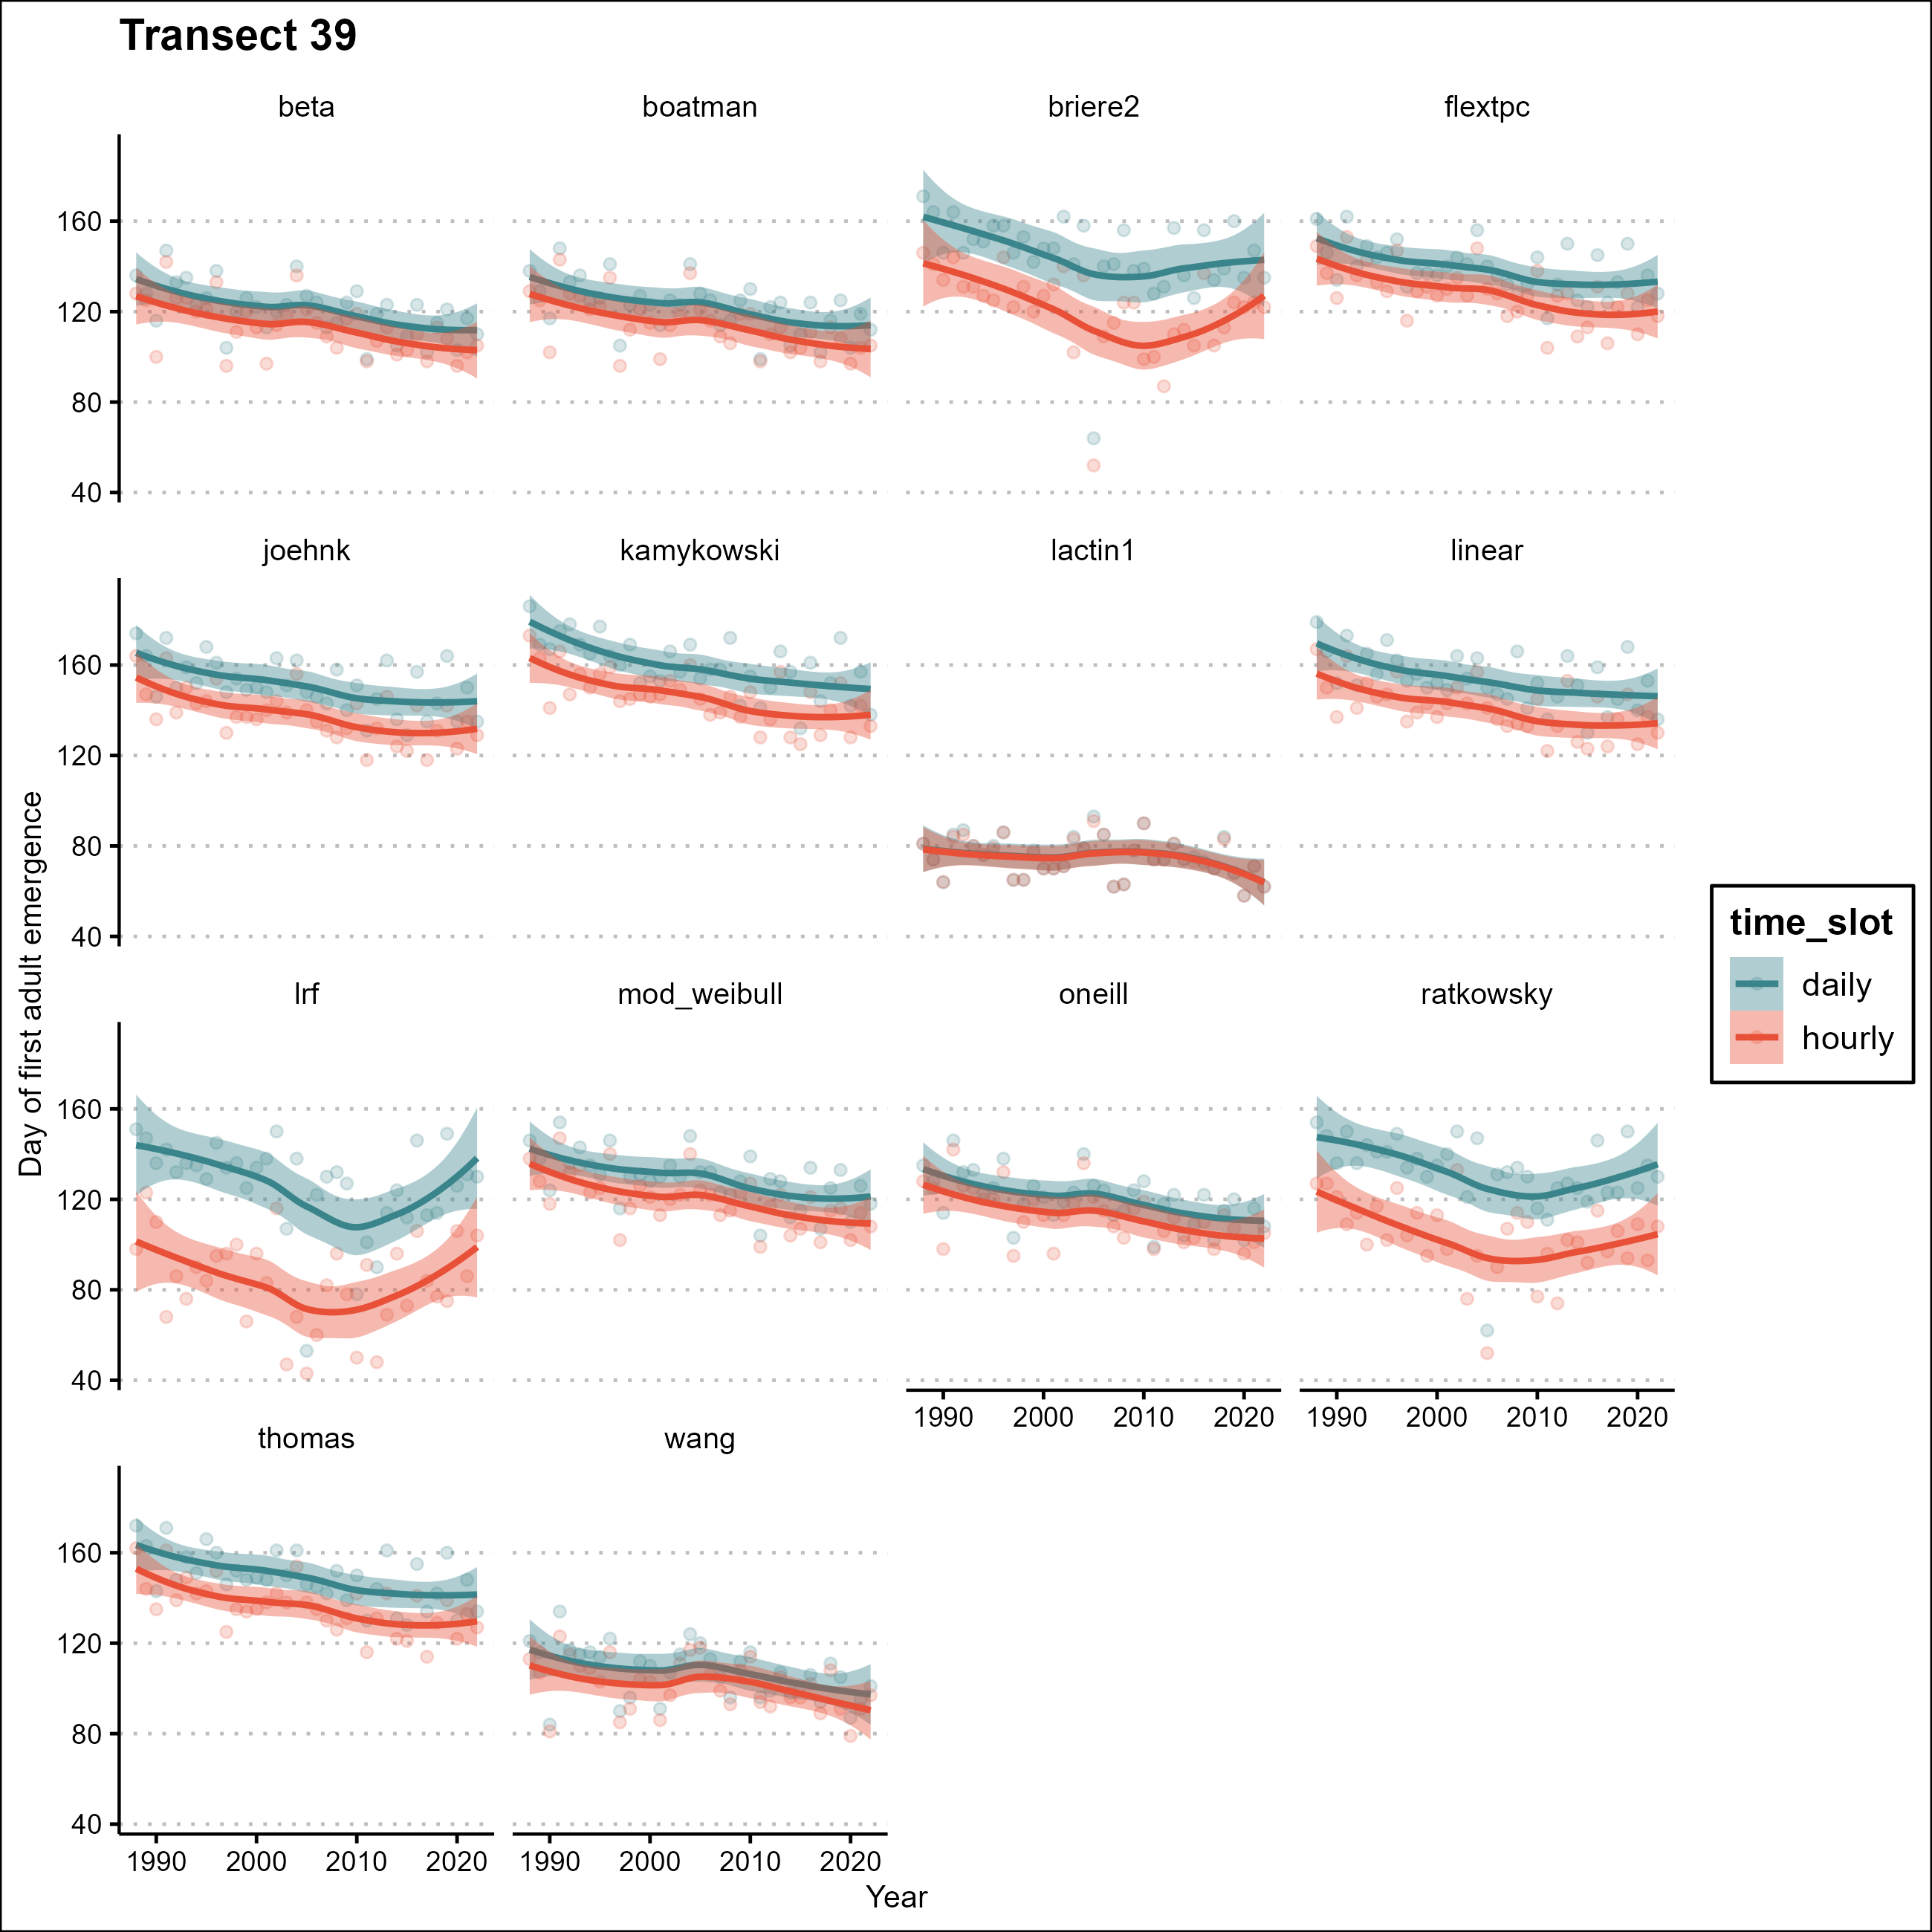 Transect 39
beta boatman briere2 flextpc
160
120
80
40
joehnk kamykowski lactin1 linear
160
120
80
40
lrf mod_weibull oneill ratkowsky
160
120
80
40
1990 2000 2010 2020 1990 2000 2010 2020
thomas wang
160
120
80
40
1990 2000 2010 2020 1990 2000 2010 2020
Year
Day of first adult emergence
time_slot
daily
hourly